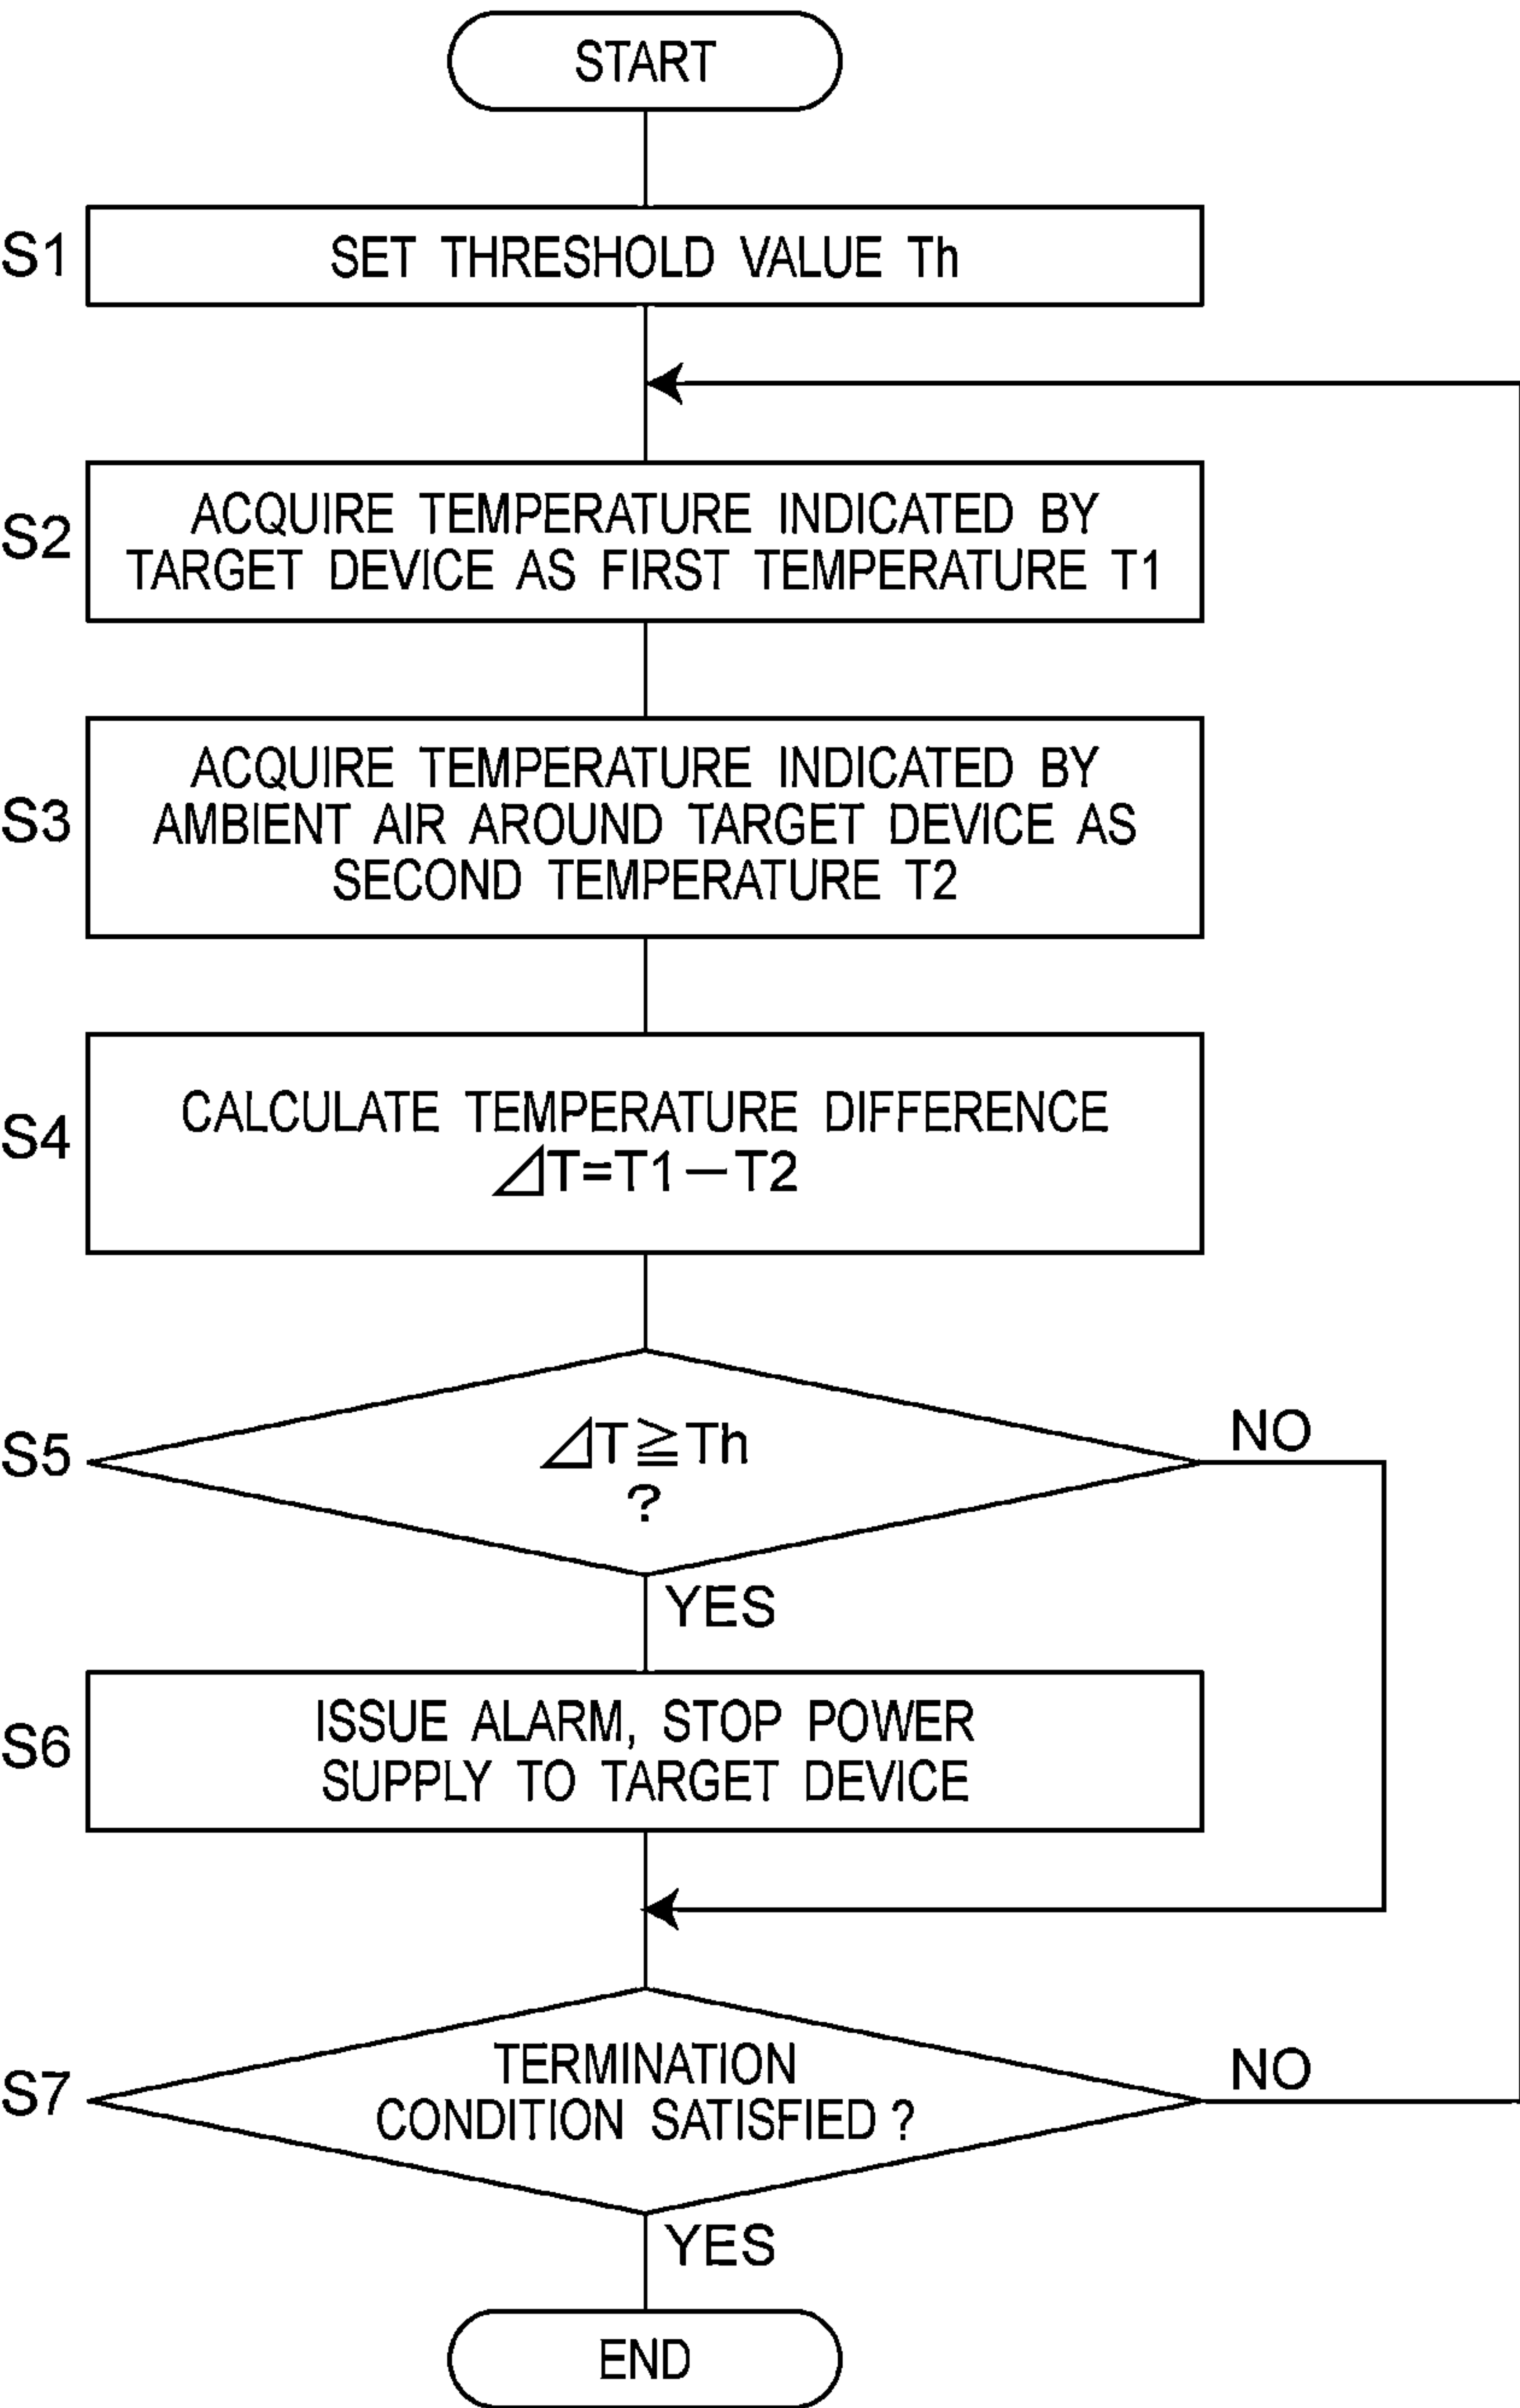 START
S1
SET THRESHOLD VALUE Th
S2
ACQUIRE TEMPERATURE INDICATED BY
TARGET DEVICE AS FIRST TEMPERATURE T1
S3
ACQUIRE TEMPERATURE INDICATED BY
AMBIENT AIR AROUND TARGET DEVICE AS
SECOND TEMPERATURE T2
S4
CALCULATE TEMPERATURE DIFFERENCE
⊿T=T1−T2
S5
⊿T≧Th
?
NO
YES
S6
ISSUE ALARM, STOP POWER
SUPPLY TO TARGET DEVICE
S7
TERMINATION
CONDITION SATISFIED ?
NO
YES
END